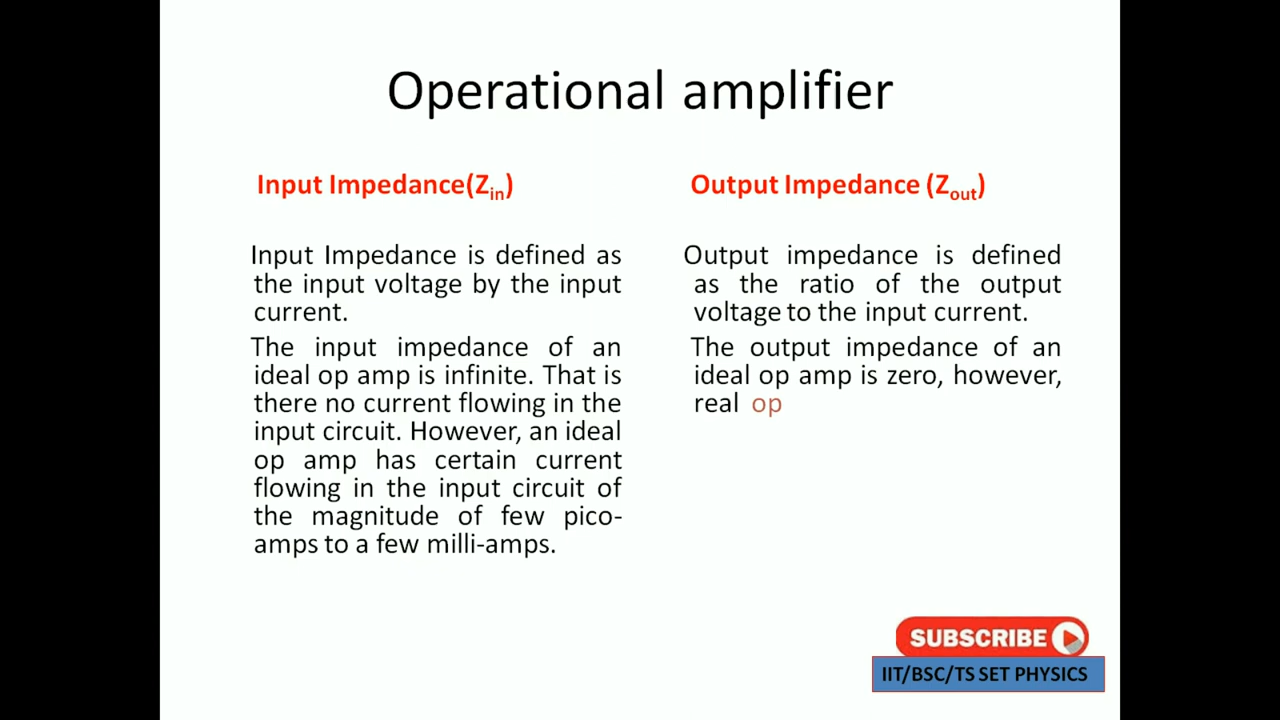 Operational amplifier
Input Impedance(Zin)
Input Impedance is defined as
the input voltage by the input
current.
The input impedance of an
ideal op amp is infinite. That is
there no current flowing in the
input circuit. However, an ideal
op amp has certain current
flowing in the input circuit of
the magnitude of few pico-
amps to a few milli-amps.
Output Impedance (Zout)
Output impedance is defined
as the ratio of the output
voltage to the input current.
The output impedance of an
ideal op amp is zero, however,
real op
SUBSCRIBE
IIT/BSC/TS SET PHYSICS